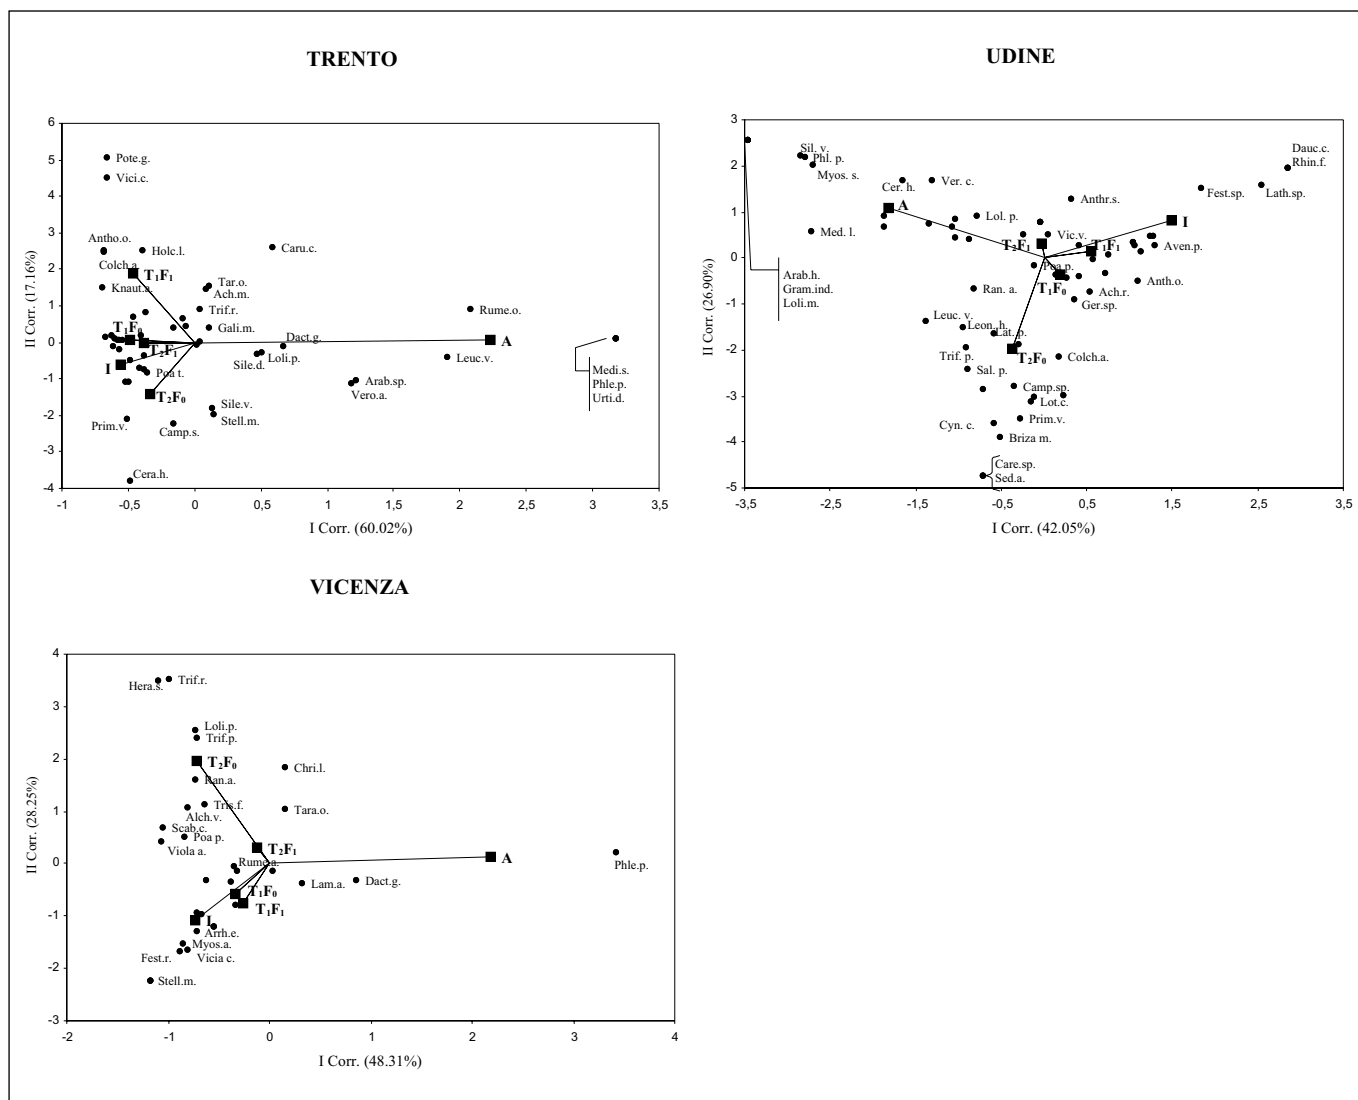 TRENTO
II Corr. (17.16%)
6
5
4
3
2
1
0
-1
-2
-3
-4
Pote.g.
Vici.c.
Antho.o.
Holc.l.
Caru.c.
Colch.a.
T₁F₁
Knaut.a.
Tar.o.
Ach.m.
Trif.r.
Rume.o.
T₁F₀
Gali.m.
Dact.g.
A
T₂F₁
Loli.p.
Leuc.v.
I
Sile.d.
Poa t.
Medi.s.
Phle.p.
Urti.d.
Arab.sp.
Vero.a.
T₂F₀
Sile.v.
Stell.m.
Prim.v.
Camp.s.
Cera.h.
-1
-0,5
0
0,5
1
1,5
2
2,5
3
3,5
I Corr. (60.02%)
UDINE
II Corr. (26.90%)
3
2
1
0
-1
-2
-3
-4
-5
Sil. v.
Phl. p.
Myos. s.
Dauc.c.
Rhin.f.
Cer. h.
Ver. c.
Fest.sp.
Lath.sp.
Anthr.s.
A
Lol. p.
I
Med. l.
Vic.v.
T₂F₁
T₁F₁
Aven.p.
Poa.p.
Arab.h.
Gram.ind.
Loli.m.
T₁F₀
Anth.o.
Ran. a.
Ach.r.
Ger.sp.
Leuc. v.
Leon.h.
Lat. p.
Trif. p.
T₂F₀
Colch.a.
Sal. p.
Camp.sp.
Lot.c.
Prim.v.
Cyn. c.
Briza m.
Care.sp.
Sed.a.
-3,5
-2,5
-1,5
-0,5
0,5
1,5
2,5
3,5
I Corr. (42.05%)
VICENZA
II Corr. (28.25%)
4
3
2
1
0
-1
-2
-3
Hera.s.
Trif.r.
Loli.p.
Trif.p.
T₂F₀
Chri.l.
Ran.a.
Tris.f.
Alch.v.
Tara.o.
Scab.c.
Poa p.
Viola a.
T₂F₁
A
Rume.a.
Phle.p.
Lam.a.
Dact.g.
T₁F₀
T₁F₁
I
Arrh.e.
Myos.a.
Fest.r.
Vicia c.
Stell.m.
-2
-1
0
1
2
3
4
I Corr. (48.31%)